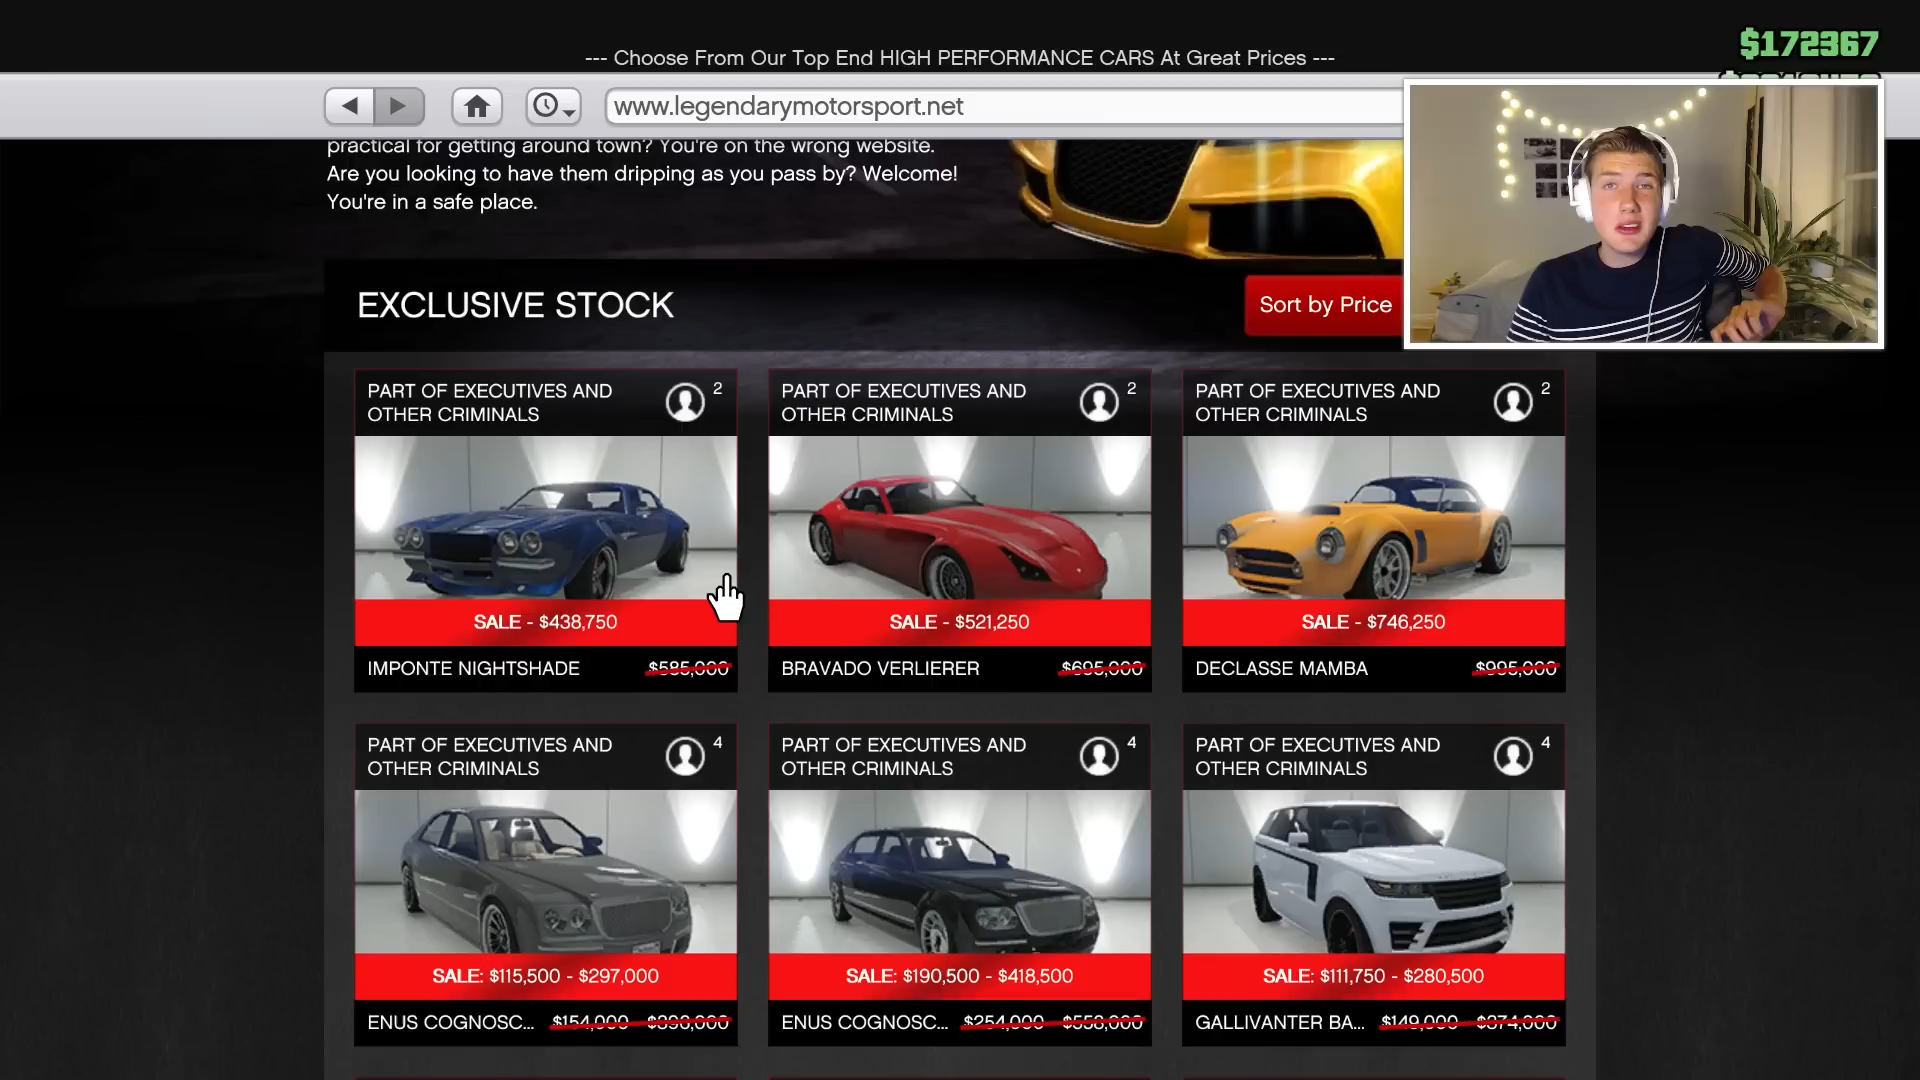 $172367
--- Choose From Our Top End HIGH PERFORMANCE CARS At Great Prices ---
www.legendarymotorsport.net
practical for getting around town? You're on the wrong website.
Are you looking to have them dripping as you pass by? Welcome!
You're in a safe place.
EXCLUSIVE STOCK
Sort by Price
PART OF EXECUTIVES AND
OTHER CRIMINALS
2
SALE - $438,750
IMPONTE NIGHTSHADE $585,000
PART OF EXECUTIVES AND
OTHER CRIMINALS
2
SALE - $521,250
BRAVADO VERLIERER $695,000
PART OF EXECUTIVES AND
OTHER CRIMINALS
2
SALE - $746,250
DECLASSE MAMBA $995,000
PART OF EXECUTIVES AND
OTHER CRIMINALS
4
SALE: $115,500 - $297,000
ENUS COGNOSC... $154,000 - $396,000
PART OF EXECUTIVES AND
OTHER CRIMINALS
4
SALE: $190,500 - $418,500
ENUS COGNOSC... $254,000 - $558,000
PART OF EXECUTIVES AND
OTHER CRIMINALS
4
SALE: $111,750 - $280,500
GALLIVANTER BA... $149,000 - $374,000